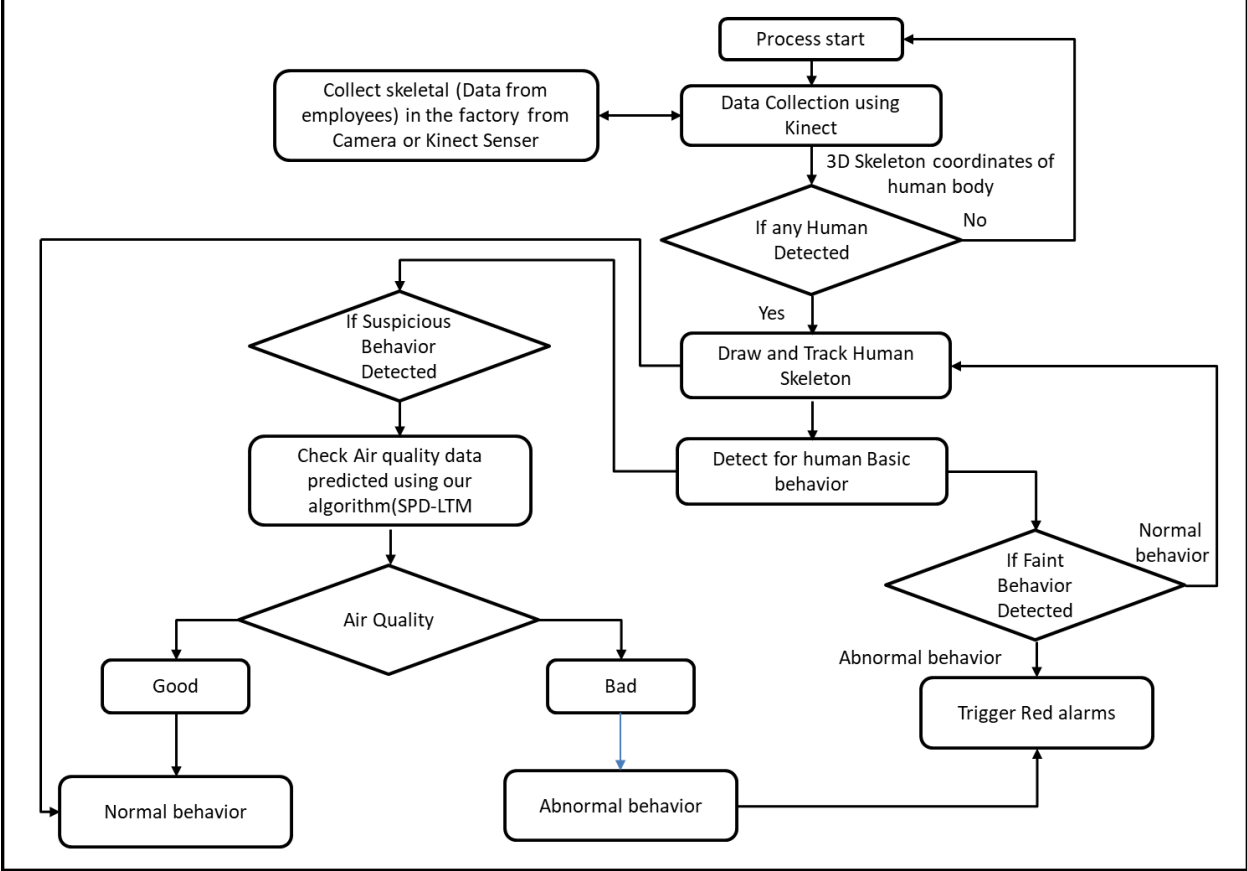 Process start
Collect skeletal (Data from
employees) in the factory from
Camera or Kinect Senser
Data Collection using
Kinect
3D Skeleton coordinates of
human body
If any Human
Detected
No
Yes
If Suspicious
Behavior
Detected
Draw and Track Human
Skeleton
Check Air quality data
predicted using our
algorithm(SPD-LTM
Detect for human Basic
behavior
Normal
behavior
If Faint
Behavior
Detected
Air Quality
Abnormal behavior
Good
Bad
Trigger Red alarms
Normal behavior
Abnormal behavior